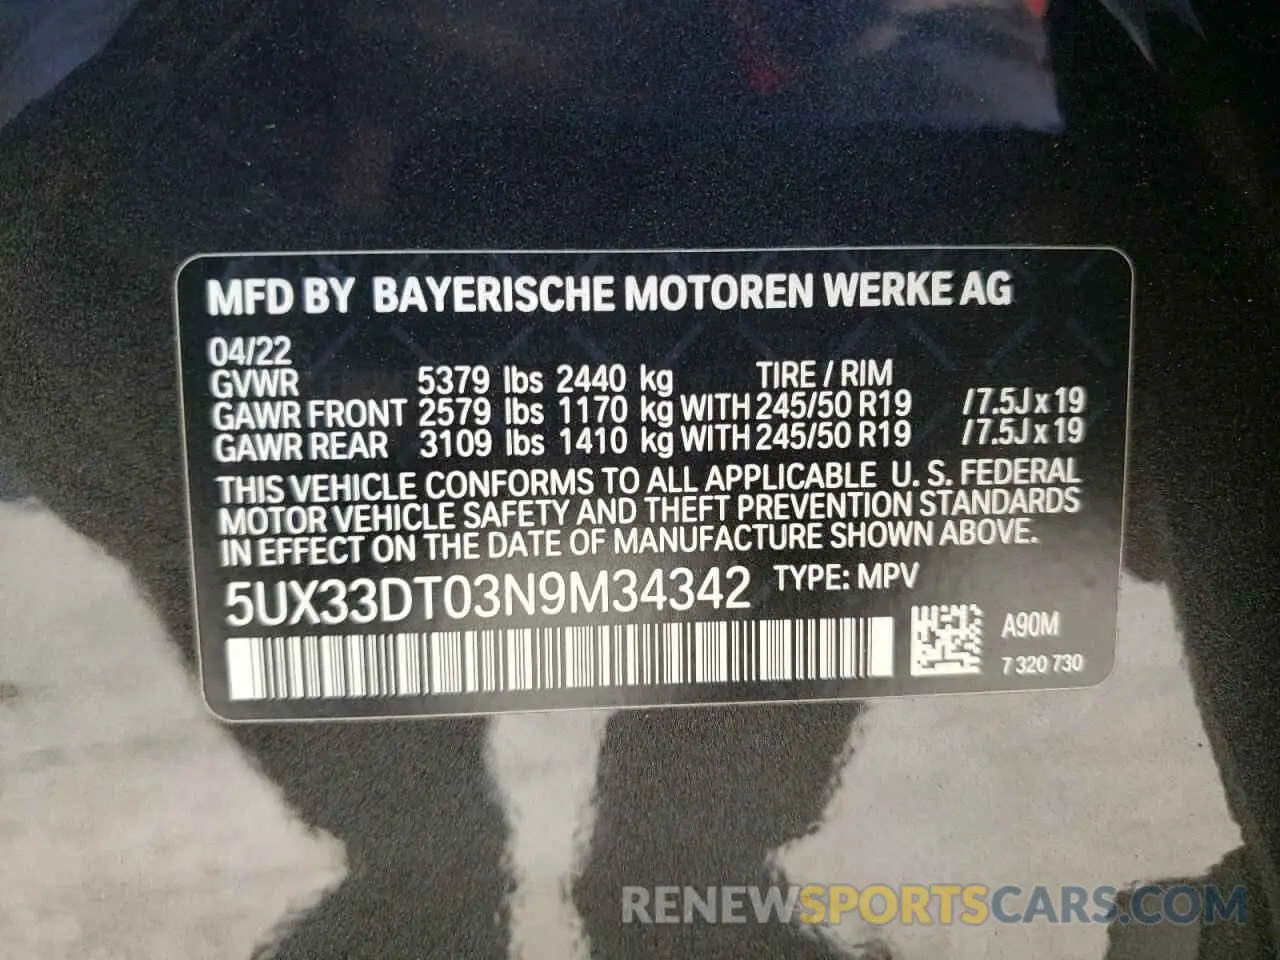 MFD BY BAYERISCHE MOTOREN WERKE AG
04/22
GVWR 5379 lbs 2440 kg TIRE / RIM
GAWR FRONT 2579 lbs 1170 kg WITH 245/50 R19 / 7.5J x 19
GAWR REAR 3109 lbs 1410 kg WITH 245/50 R19 / 7.5J x 19
THIS VEHICLE CONFORMS TO ALL APPLICABLE U. S. FEDERAL
MOTOR VEHICLE SAFETY AND THEFT PREVENTION STANDARDS
IN EFFECT ON THE DATE OF MANUFACTURE SHOWN ABOVE.
5UX33DT03N9M34342 TYPE: MPV
A90M
7 320 730
RENEWSPORTSCARS.COM